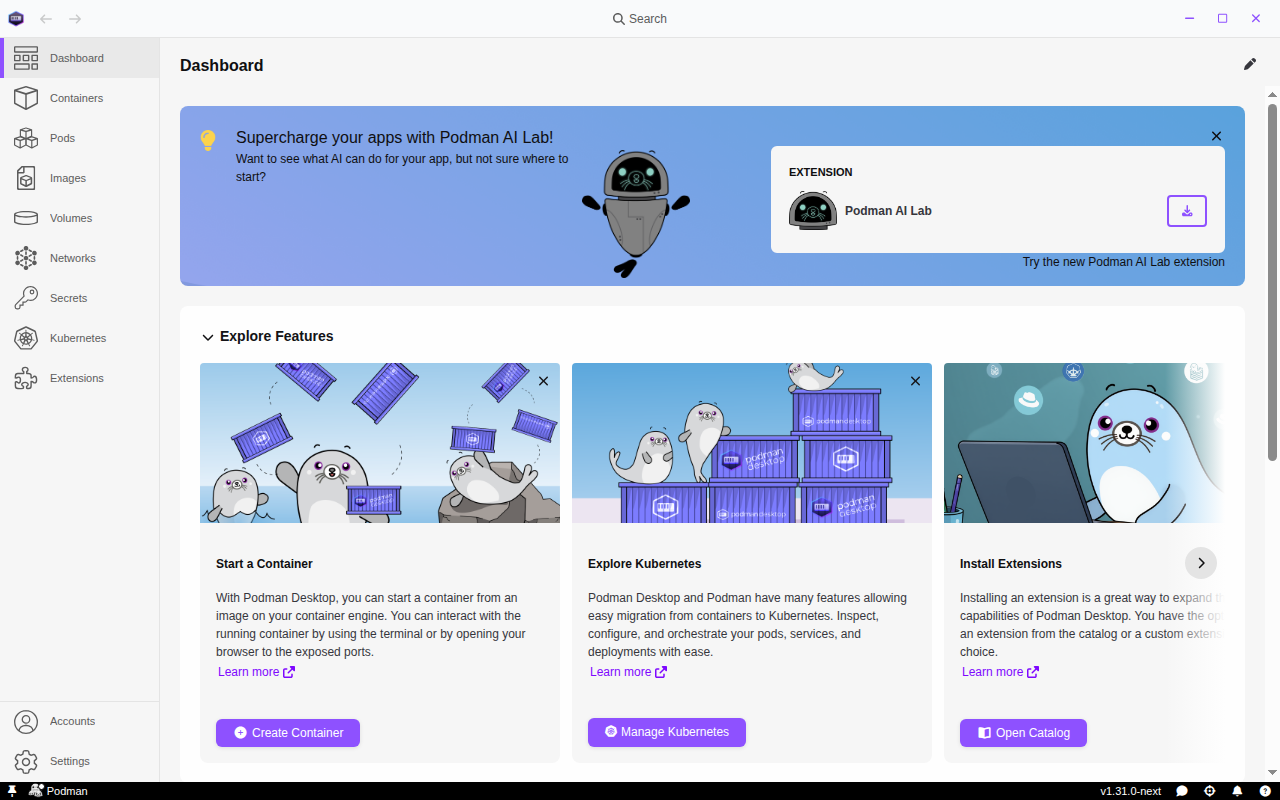 Search
Dashboard
Containers
Pods
Images
Volumes
Networks
Secrets
Kubernetes
Extensions
Accounts
Settings
Dashboard
Supercharge your apps with Podman AI Lab!
Want to see what AI can do for your app, but not sure where to
start?
EXTENSION
Podman AI Lab
Try the new Podman AI Lab extension
Explore Features
podman desktop
podman
desktop
podman
desktop
podman desktop
Start a Container
With Podman Desktop, you can start a container from an
image on your container engine. You can interact with the
running container by using the terminal or by opening your
browser to the exposed ports.
Learn more
Create Container
Explore Kubernetes
Podman Desktop and Podman have many features allowing
easy migration from containers to Kubernetes. Inspect,
configure, and orchestrate your pods, services, and
deployments with ease.
Learn more
Manage Kubernetes
Install Extensions
Installing an extension is a great way to expand
capabilities of Podman Desktop. You have the
an extension from the catalog or a custom
choice.
Learn more
Open Catalog
Podman
v1.31.0-next